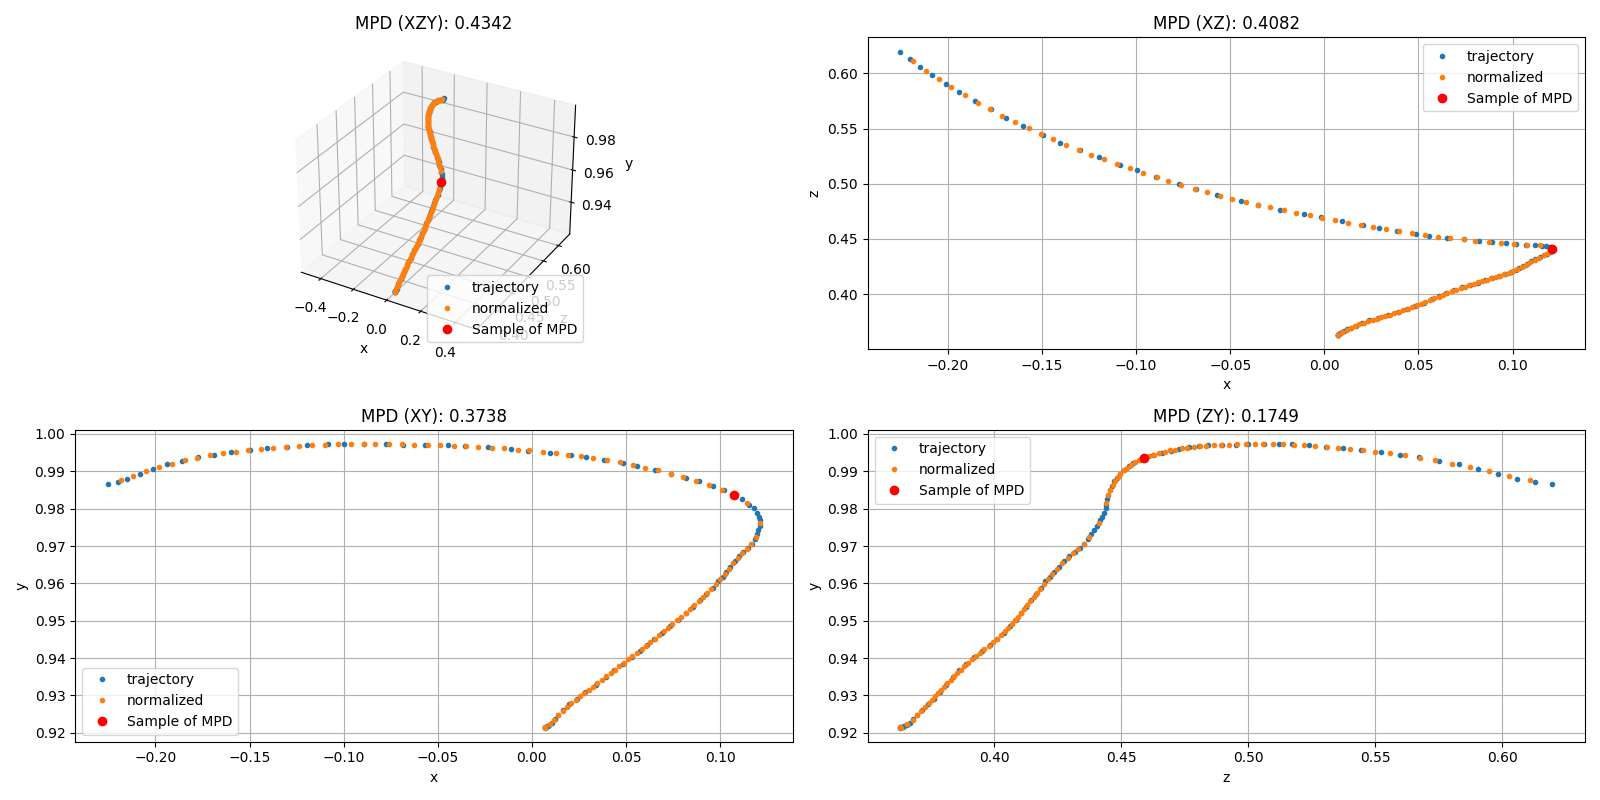 MPD (XZY): 0.4342
0.98
y
0.96
0.94
0.60
0.55
0.50
0.45
z
0.40
−0.4
−0.2
0.0
0.2
0.4
x
trajectory
normalized
Sample of MPD
MPD (XZ): 0.4082
trajectory
normalized
Sample of MPD
0.60
0.55
0.50
0.45
0.40
z
−0.20 −0.15 −0.10 −0.05 0.00 0.05 0.10
x
MPD (XY): 0.3738
1.00
0.99
0.98
0.97
0.96
0.95
0.94
0.93
0.92
y
trajectory
normalized
Sample of MPD
−0.20 −0.15 −0.10 −0.05 0.00 0.05 0.10
x
MPD (ZY): 0.1749
trajectory
normalized
Sample of MPD
1.00
0.99
0.98
0.97
0.96
0.95
0.94
0.93
0.92
y
0.40 0.45 0.50 0.55 0.60
z